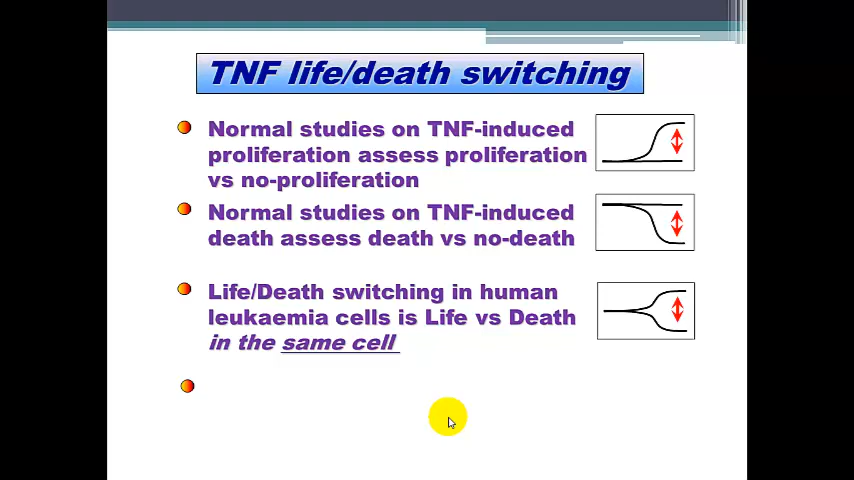 TNF life/death switching
Normal studies on TNF-induced
proliferation assess proliferation
vs no-proliferation
Normal studies on TNF-induced
death assess death vs no-death
Life/Death switching in human
leukaemia cells is Life vs Death
in the same cell